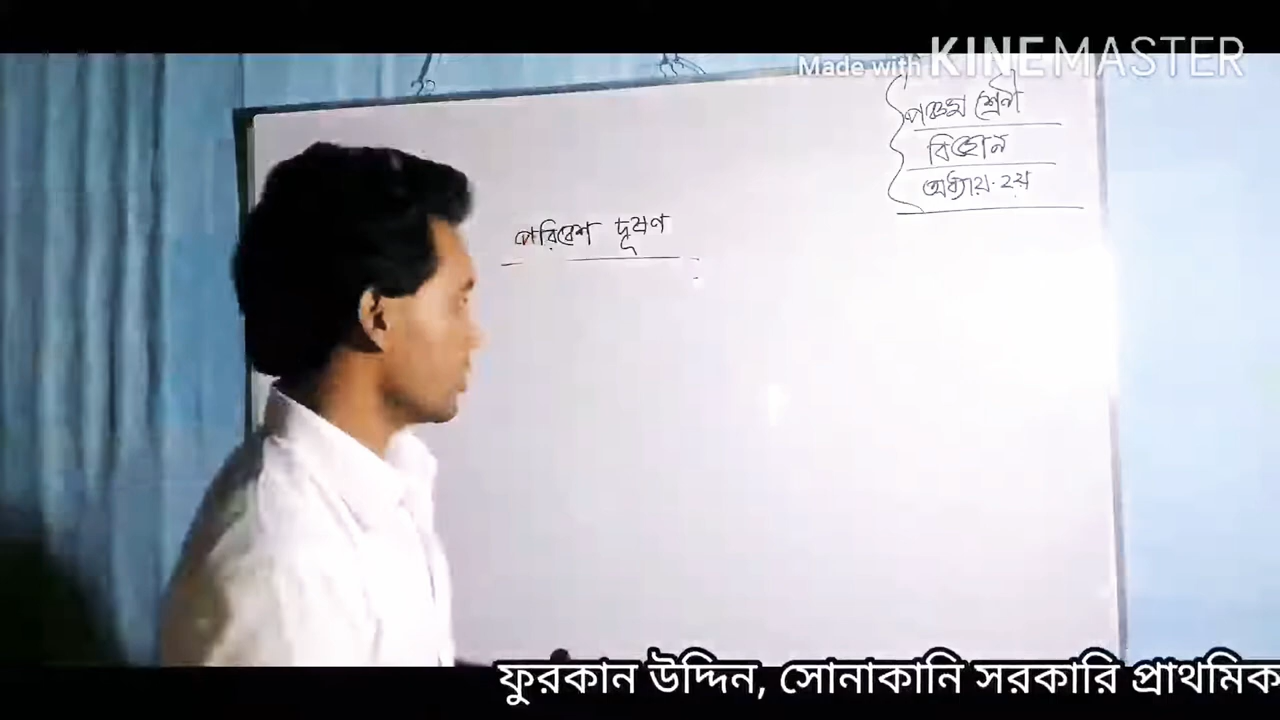 Made with KINEMASTER
পঞ্চম শ্রেণী
বিজ্ঞান
অধ্যায়-২য়
পরিবেশ দূষণ
ফুরকান উদ্দিন, সোনাকানি সরকারি প্রাথমিক